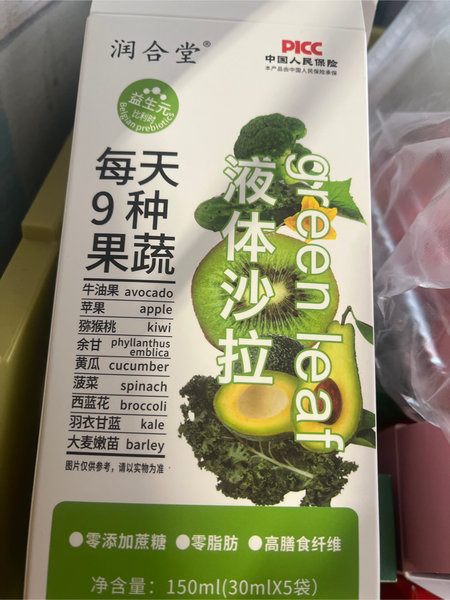 润合堂®
PICC
中国人民保险
本产品由中国人民保险承保
益生元
比利时
Belgian prebiotics
每天
9种
果蔬
液体沙拉
green leaf
牛油果 avocado
苹果 apple
猕猴桃 kiwi
余甘 phyllanthus emblica
黄瓜 cucumber
菠菜 spinach
西蓝花 broccoli
羽衣甘蓝 kale
大麦嫩苗 barley
图片仅供参考，请以实物为准
●零添加蔗糖 ●零脂肪 ●高膳食纤维
净含量：150ml(30mlX5袋)